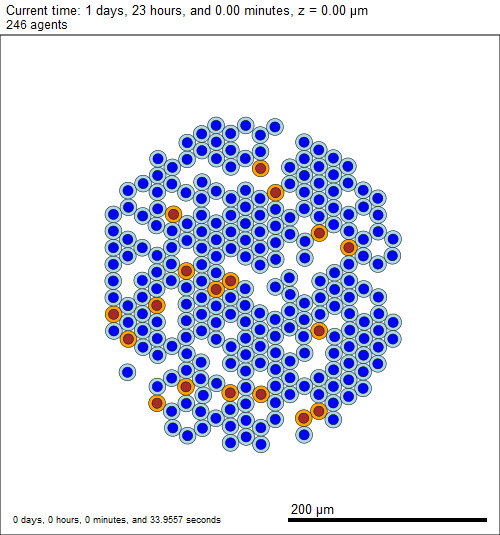 Current time: 1 days, 23 hours, and 0.00 minutes, z = 0.00 μm
246 agents
200 μm
0 days, 0 hours, 0 minutes, and 33.9557 seconds